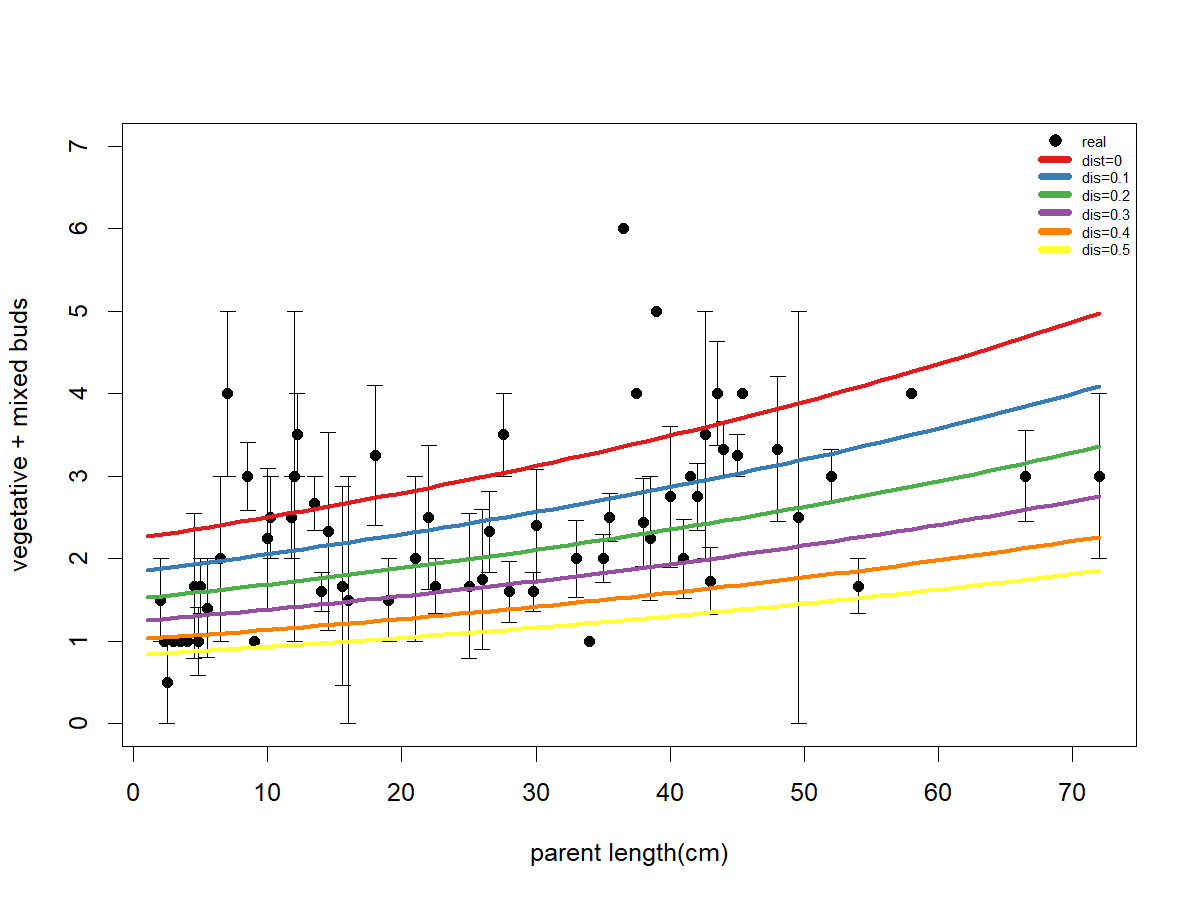 real
dist=0
dis=0.1
dis=0.2
dis=0.3
dis=0.4
dis=0.5
7
6
5
4
3
2
1
0
vegetative + mixed buds
0 10 20 30 40 50 60 70
parent length(cm)